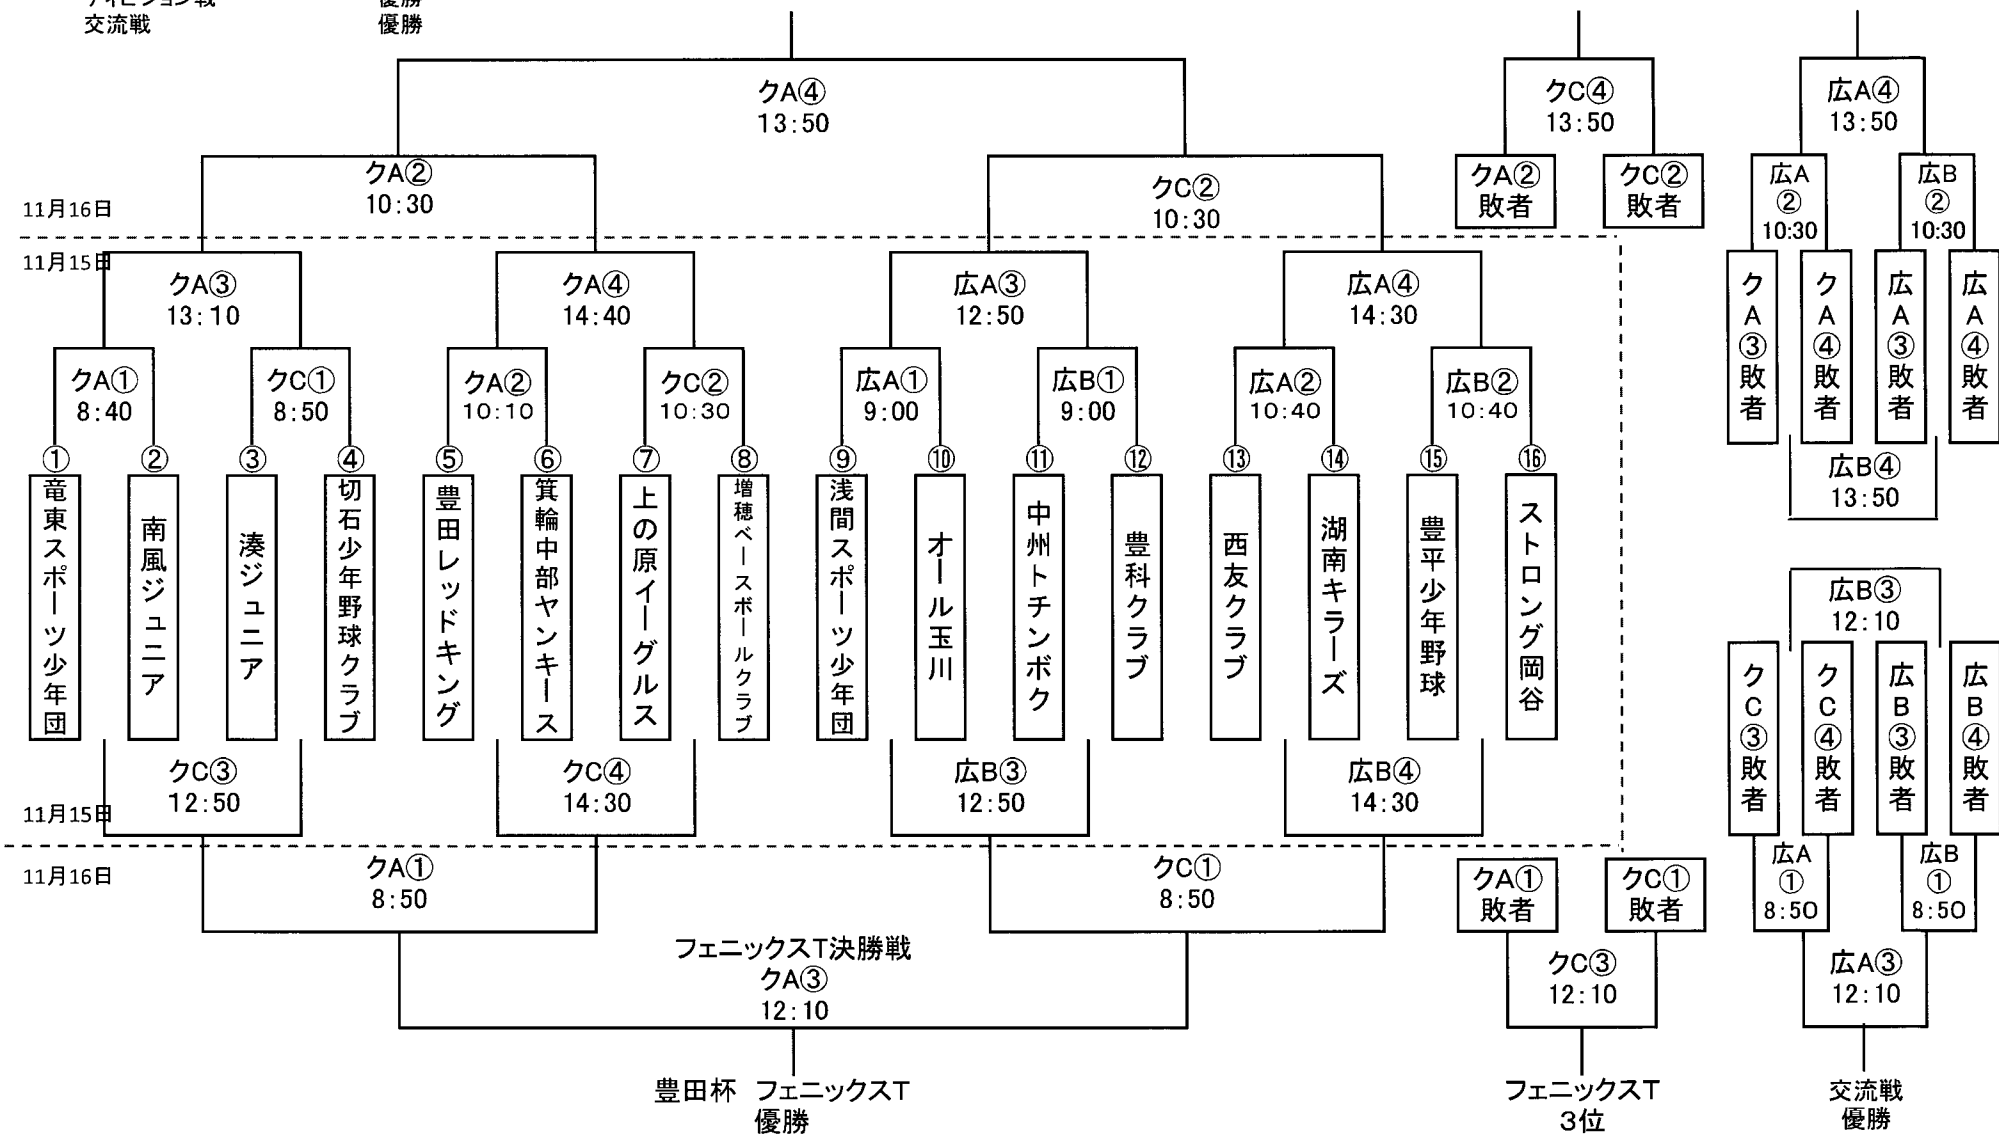 交流戦
優勝
優勝
クA④
13:50
クC④
13:50
広A④
13:50
クA②
10:30
クC②
10:30
クA②
敗者
クC②
敗者
広A
②
10:30
広B
②
10:30
11月16日
11月15日
クA③
13:10
クA④
14:40
広A③
12:50
広A④
14:30
クA③敗者
クA④敗者
広A③敗者
広A④敗者
クA①
8:40
クC①
8:50
クA②
10:10
クC②
10:30
広A①
9:00
広B①
9:00
広A②
10:40
広B②
10:40
広B④
13:50
①
②
③
④
⑤
⑥
⑦
⑧
⑨
⑩
⑪
⑫
⑬
⑭
⑮
⑯
竜東スポーツ少年団
南風ジュニア
湊ジュニア
切石少年野球クラブ
豊田レッドキング
箕輪中部ヤンキース
上の原イーグルス
増穂ベースボールクラブ
浅間スポーツ少年団
オール玉川
中州トチンボク
豊科クラブ
西友クラブ
湖南キラーズ
豊平少年野球
ストロング岡谷
広B③
12:10
クC③敗者
クC④敗者
広B③敗者
広B④敗者
クC③
12:50
クC④
14:30
広B③
12:50
広B④
14:30
11月15日
11月16日
クA①
8:50
クC①
8:50
クA①
敗者
クC①
敗者
広A
①
8:50
広B
①
8:50
フェニックスT決勝戦
クA③
12:10
クC③
12:10
広A③
12:10
豊田杯 フェニックスT
優勝
フェニックスT
3位
交流戦
優勝